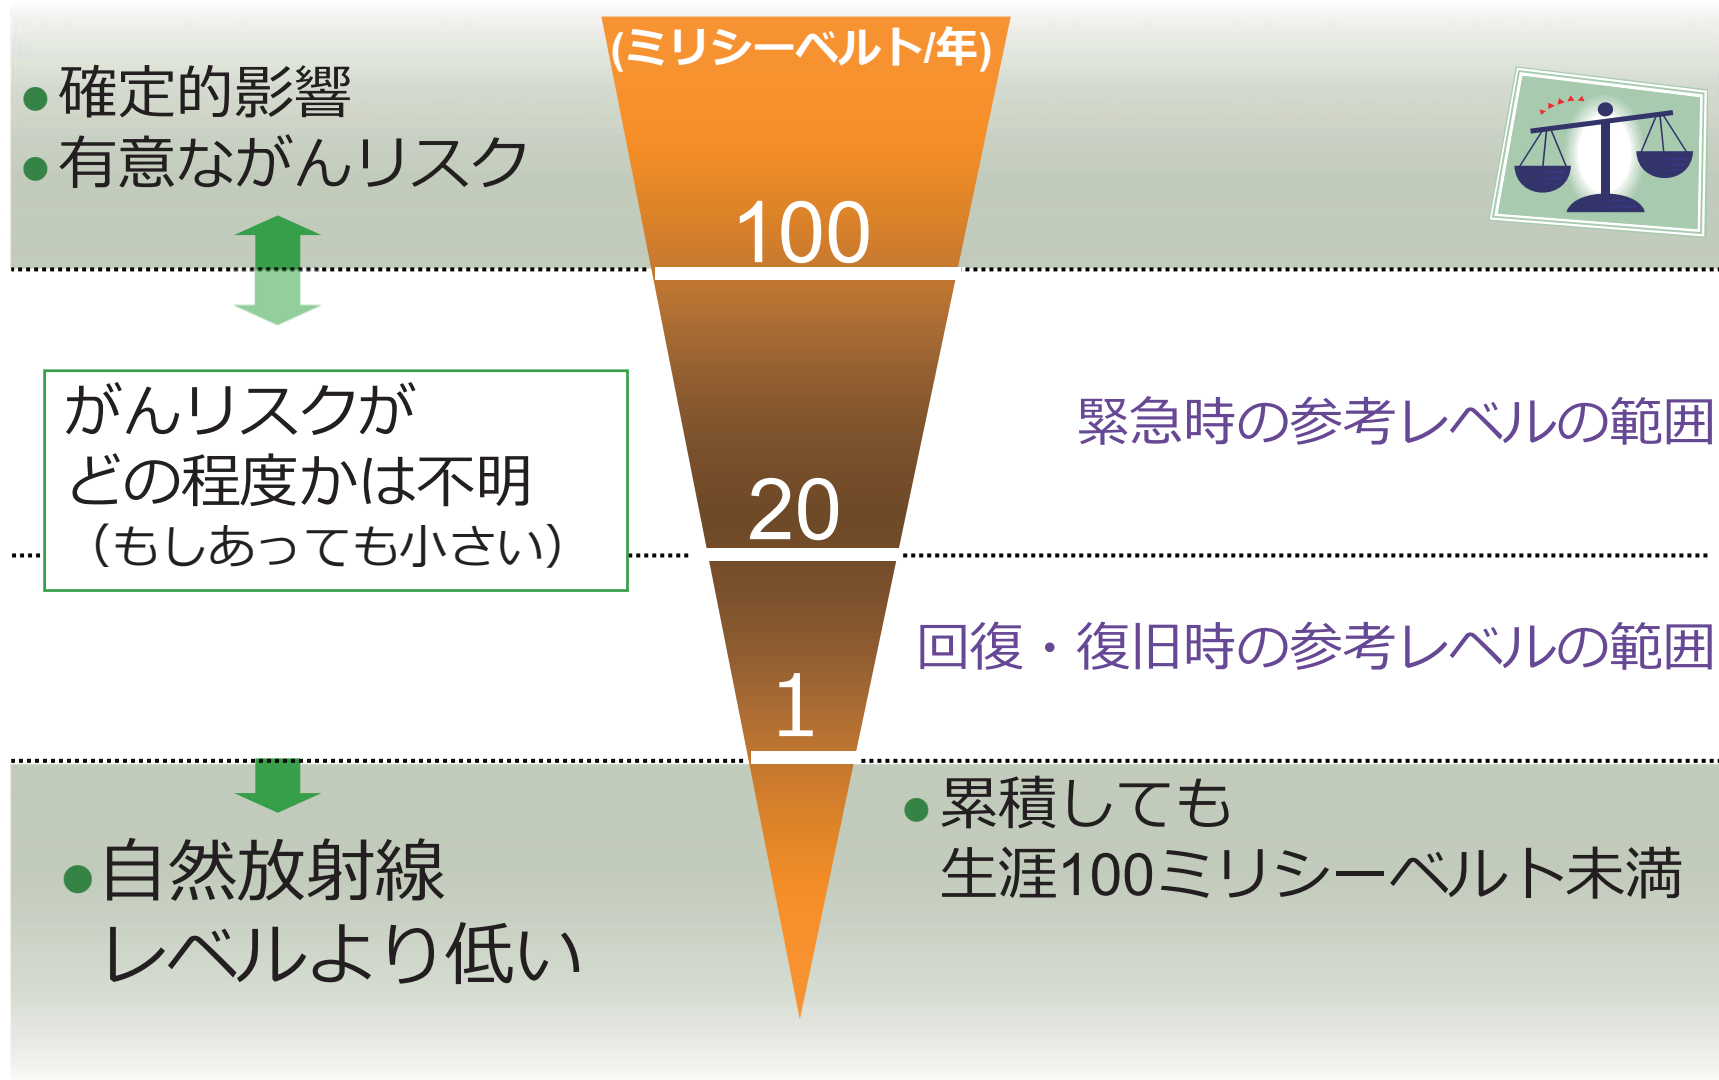 (ミリシーベルト/年)
●確定的影響
●有意ながんリスク
100
がんリスクが
どの程度かは不明
（もしあっても小さい）
緊急時の参考レベルの範囲
20
回復・復旧時の参考レベルの範囲
1
●自然放射線
レベルより低い
●累積しても
生涯100ミリシーベルト未満